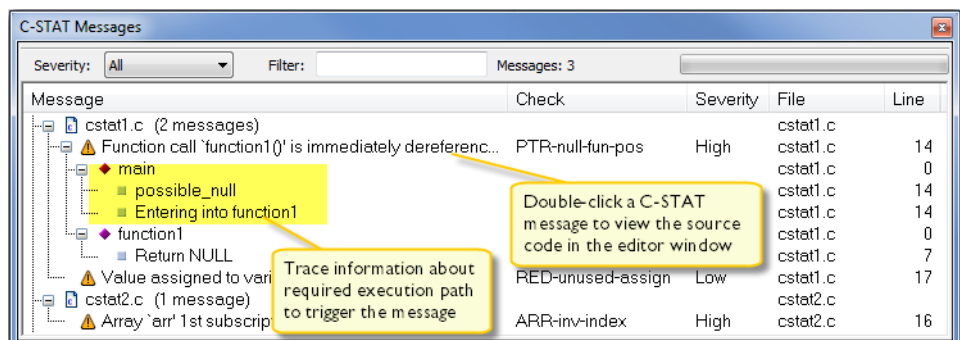 C-STAT Messages
Severity: All Filter: Messages: 3
Message Check Severity File Line
cstat1.c (2 messages) cstat1.c
Function call `function1()' is immediately dereferenc... PTR-null-fun-pos High cstat1.c 14
main cstat1.c 0
possible_null cstat1.c 14
Entering into function1 cstat1.c 14
function1 cstat1.c 0
Return NULL cstat1.c 7
Value assigned to vari RED-unused-assign Low cstat1.c 17
cstat2.c (1 message) cstat2.c
Array `arr' 1st subscrip ARR-inv-index High cstat2.c 16
Double-click a C-STAT
message to view the source
code in the editor window
Trace information about
required execution path
to trigger the message